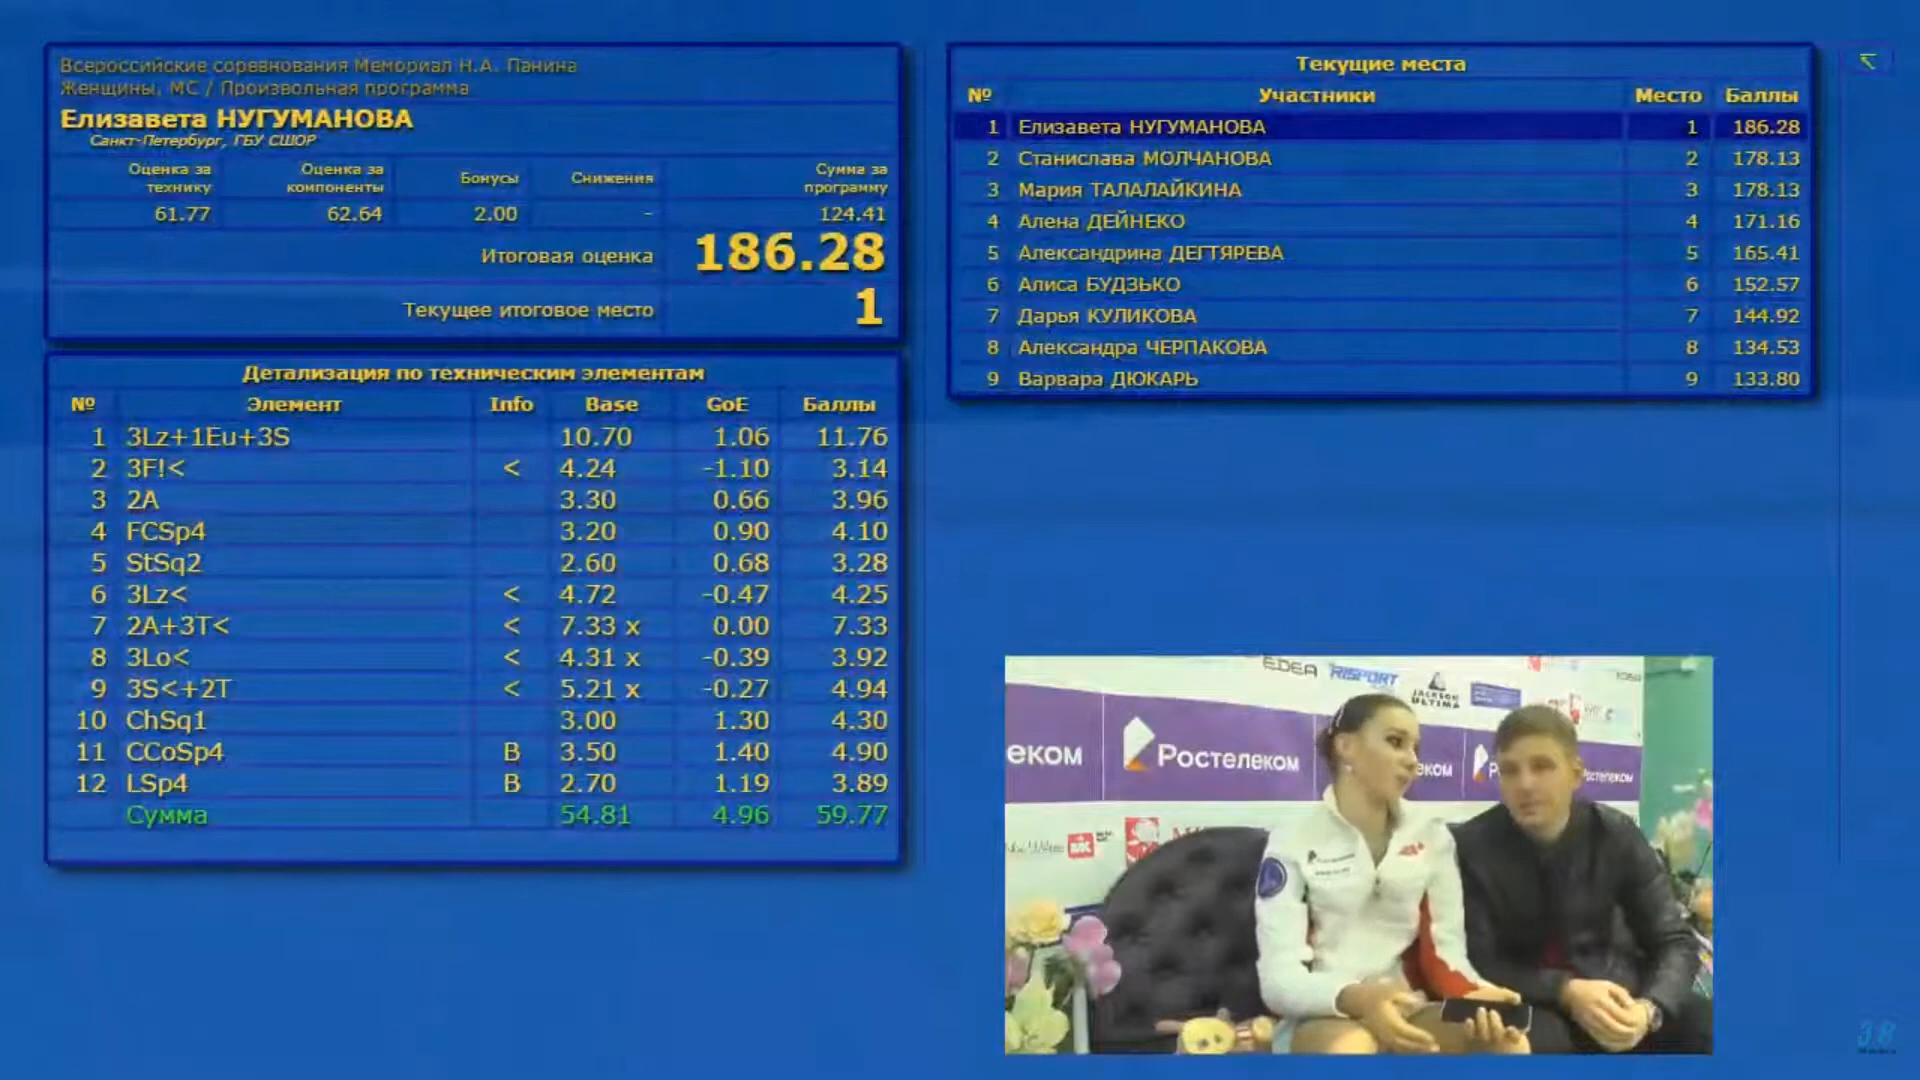 Всероссийские соревнования Мемориал Н.А. Панина
Женщины, МС / Произвольная программа
Елизавета НУГУМАНОВА
Санкт-Петербург, ГБУ СШОР
Оценка за технику Оценка за компоненты Бонусы Снижения Сумма за программу
61.77 62.64 2.00 - 124.41
Итоговая оценка 186.28
Текущее итоговое место 1
Детализация по техническим элементам
№ Элемент Info Base GoE Баллы
1 3Lz+1Eu+3S 10.70 1.06 11.76
2 3F!< < 4.24 -1.10 3.14
3 2A 3.30 0.66 3.96
4 FCSp4 3.20 0.90 4.10
5 StSq2 2.60 0.68 3.28
6 3Lz< < 4.72 -0.47 4.25
7 2A+3T< < 7.33 x 0.00 7.33
8 3Lo< < 4.31 x -0.39 3.92
9 3S<+2T < 5.21 x -0.27 4.94
10 ChSq1 3.00 1.30 4.30
11 CCoSp4 B 3.50 1.40 4.90
12 LSp4 B 2.70 1.19 3.89
Сумма 54.81 4.96 59.77
Текущие места
№ Участники Место Баллы
1 Елизавета НУГУМАНОВА 1 186.28
2 Станислава МОЛЧАНОВА 2 178.13
3 Мария ТАЛАЛАЙКИНА 3 178.13
4 Алена ДЕЙНЕКО 4 171.16
5 Александрина ДЕГТЯРЕВА 5 165.41
6 Алиса БУДЗЬКО 6 152.57
7 Дарья КУЛИКОВА 7 144.92
8 Александра ЧЕРПАКОВА 8 134.53
9 Варвара ДЮКАРЬ 9 133.80
EDEA RISPORT JACKSON ULTIMA
еком Ростелеком еком Ростелеком